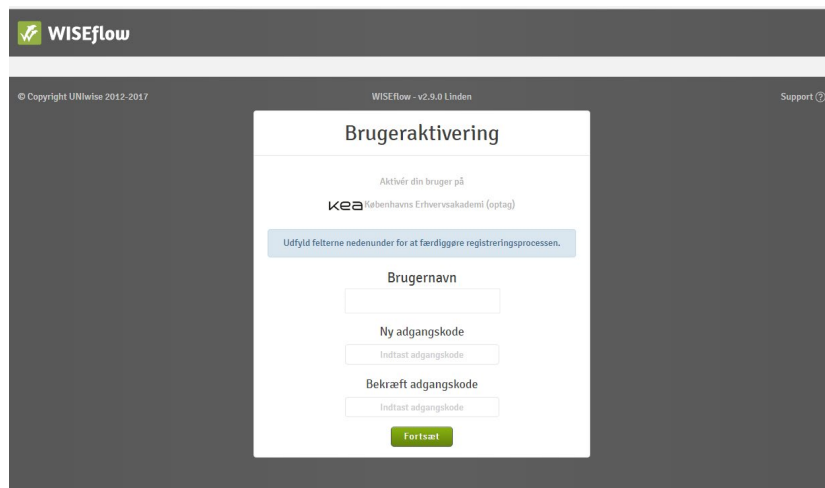 WISEflow
© Copyright UNIwise 2012-2017
WISEflow - v2.9.0 Linden
Support ?
Brugeraktivering
Aktivér din bruger på
kea Københavns Erhvervsakademi (optag)
Udfyld felterne nedenunder for at færdiggøre registreringsprocessen.
Brugernavn
Ny adgangskode
Indtast adgangskode
Bekræft adgangskode
Indtast adgangskode
Fortsæt